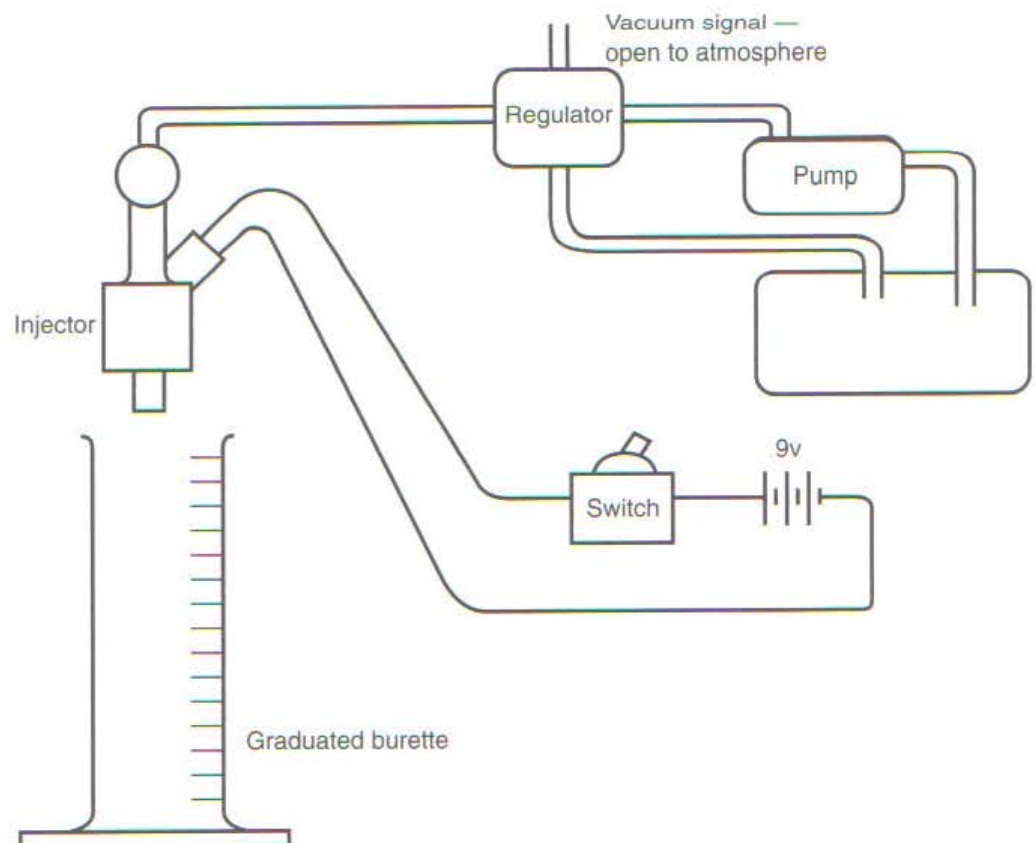 Vacuum signal —
open to atmosphere
Regulator
Pump
Injector
9v
Switch
Graduated burette